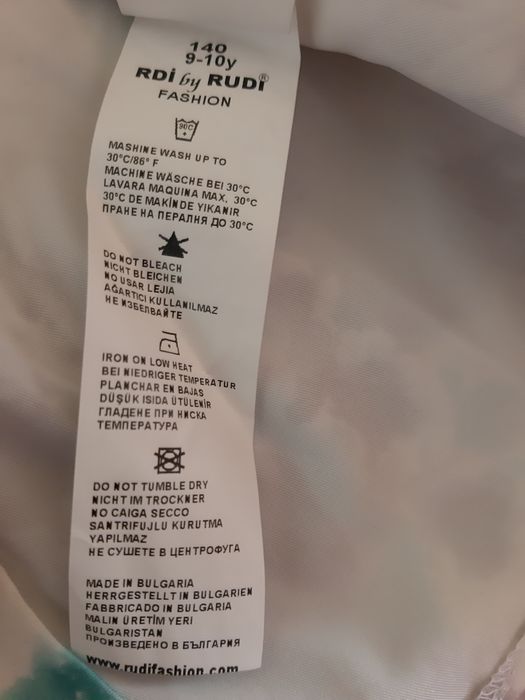 140
9-10y
RDİ by RUDİ®
FASHION
30C
MASHINE WASH UP TO
30°C/86° F
MACHINE WÄSCHE BEI 30°C
LAVARA MAQUINA MAX. 30°C
30°C DE MAKİNDE YIKANIR
ПРАНЕ НА ПЕРАЛНЯ ДО 30°C
DO NOT BLEACH
NICHT BLEICHEN
NO USAR LEJIA
AĞARTICI KULLANILMAZ
НЕ ИЗБЕЛВАЙТЕ
IRON ON LOW HEAT
BEI NIEDRIGER TEMPERATUR
PLANCHAR EN BAJAS
DÜŞÜK ISIDA ÜTÜLENİR
ГЛАДЕНЕ ПРИ НИСКА
ТЕМПЕРАТУРА
DO NOT TUMBLE DRY
NICHT IM TROCKNER
NO CAIGA SECCO
SANTRIFUJLU KURUTMA
YAPILMAZ
НЕ СУШЕТЕ В ЦЕНТРОФУГА
MADE IN BULGARIA
HERRGESTELLT IN BULGARIEN
FABBRICADO IN BULGARIA
MALIN ÜRETİM YERİ
BULGARISTAN
ПРОИЗВЕДЕНО В БЪЛГАРИЯ
www.rudifashion.com